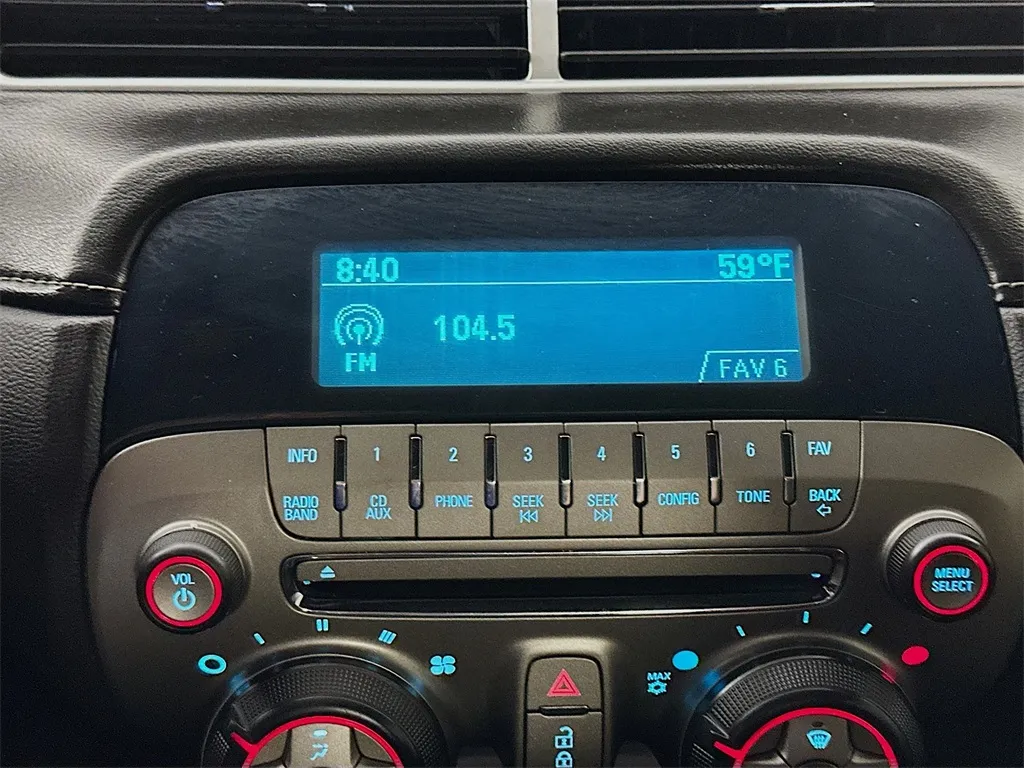 8:40 59°F
104.5
FM
FAV 6
INFO 1 2 3 4 5 6 FAV
RADIO BAND CD AUX PHONE SEEK SEEK CONFIG TONE BACK
VOL
MENU
SELECT
MAX